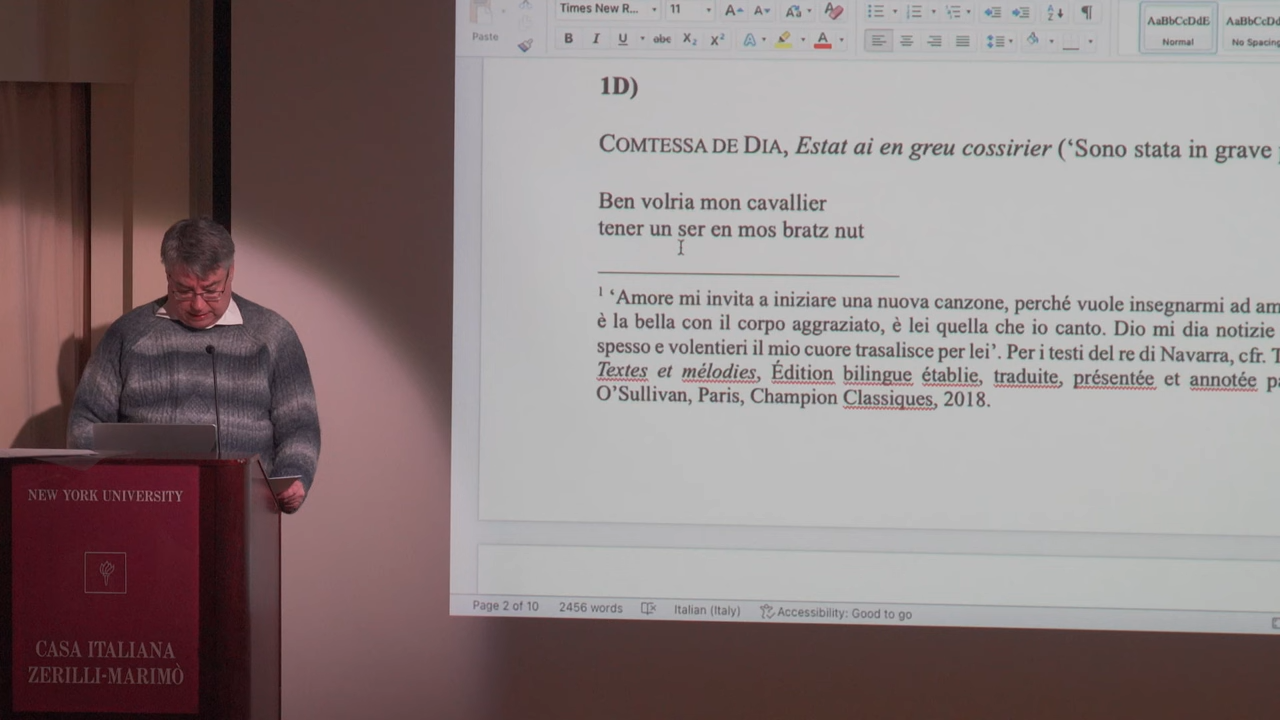 Times New R...
11
Paste
B I U abc X₂ X² A
AaBbCcDdE
Normal
No Spacing
1D)
COMTESSA DE DIA, Estat ai en greu cossirier (‘Sono stata in grave
Ben volria mon cavallier
tener un ser en mos bratz nut
1 ‘Amore mi invita a iniziare una nuova canzone, perché vuole insegnarmi ad am
è la bella con il corpo aggraziato, è lei quella che io canto. Dio mi dia notizie
spesso e volentieri il mio cuore trasalisce per lei’. Per i testi del re di Navarra, cfr. T
Textes et mélodies, Édition bilingue établie, traduite, présentée et annotée pa
O’Sullivan, Paris, Champion Classiques, 2018.
Page 2 of 10 2456 words Italian (Italy) Accessibility: Good to go
NEW YORK UNIVERSITY
CASA ITALIANA
ZERILLI-MARIMÒ